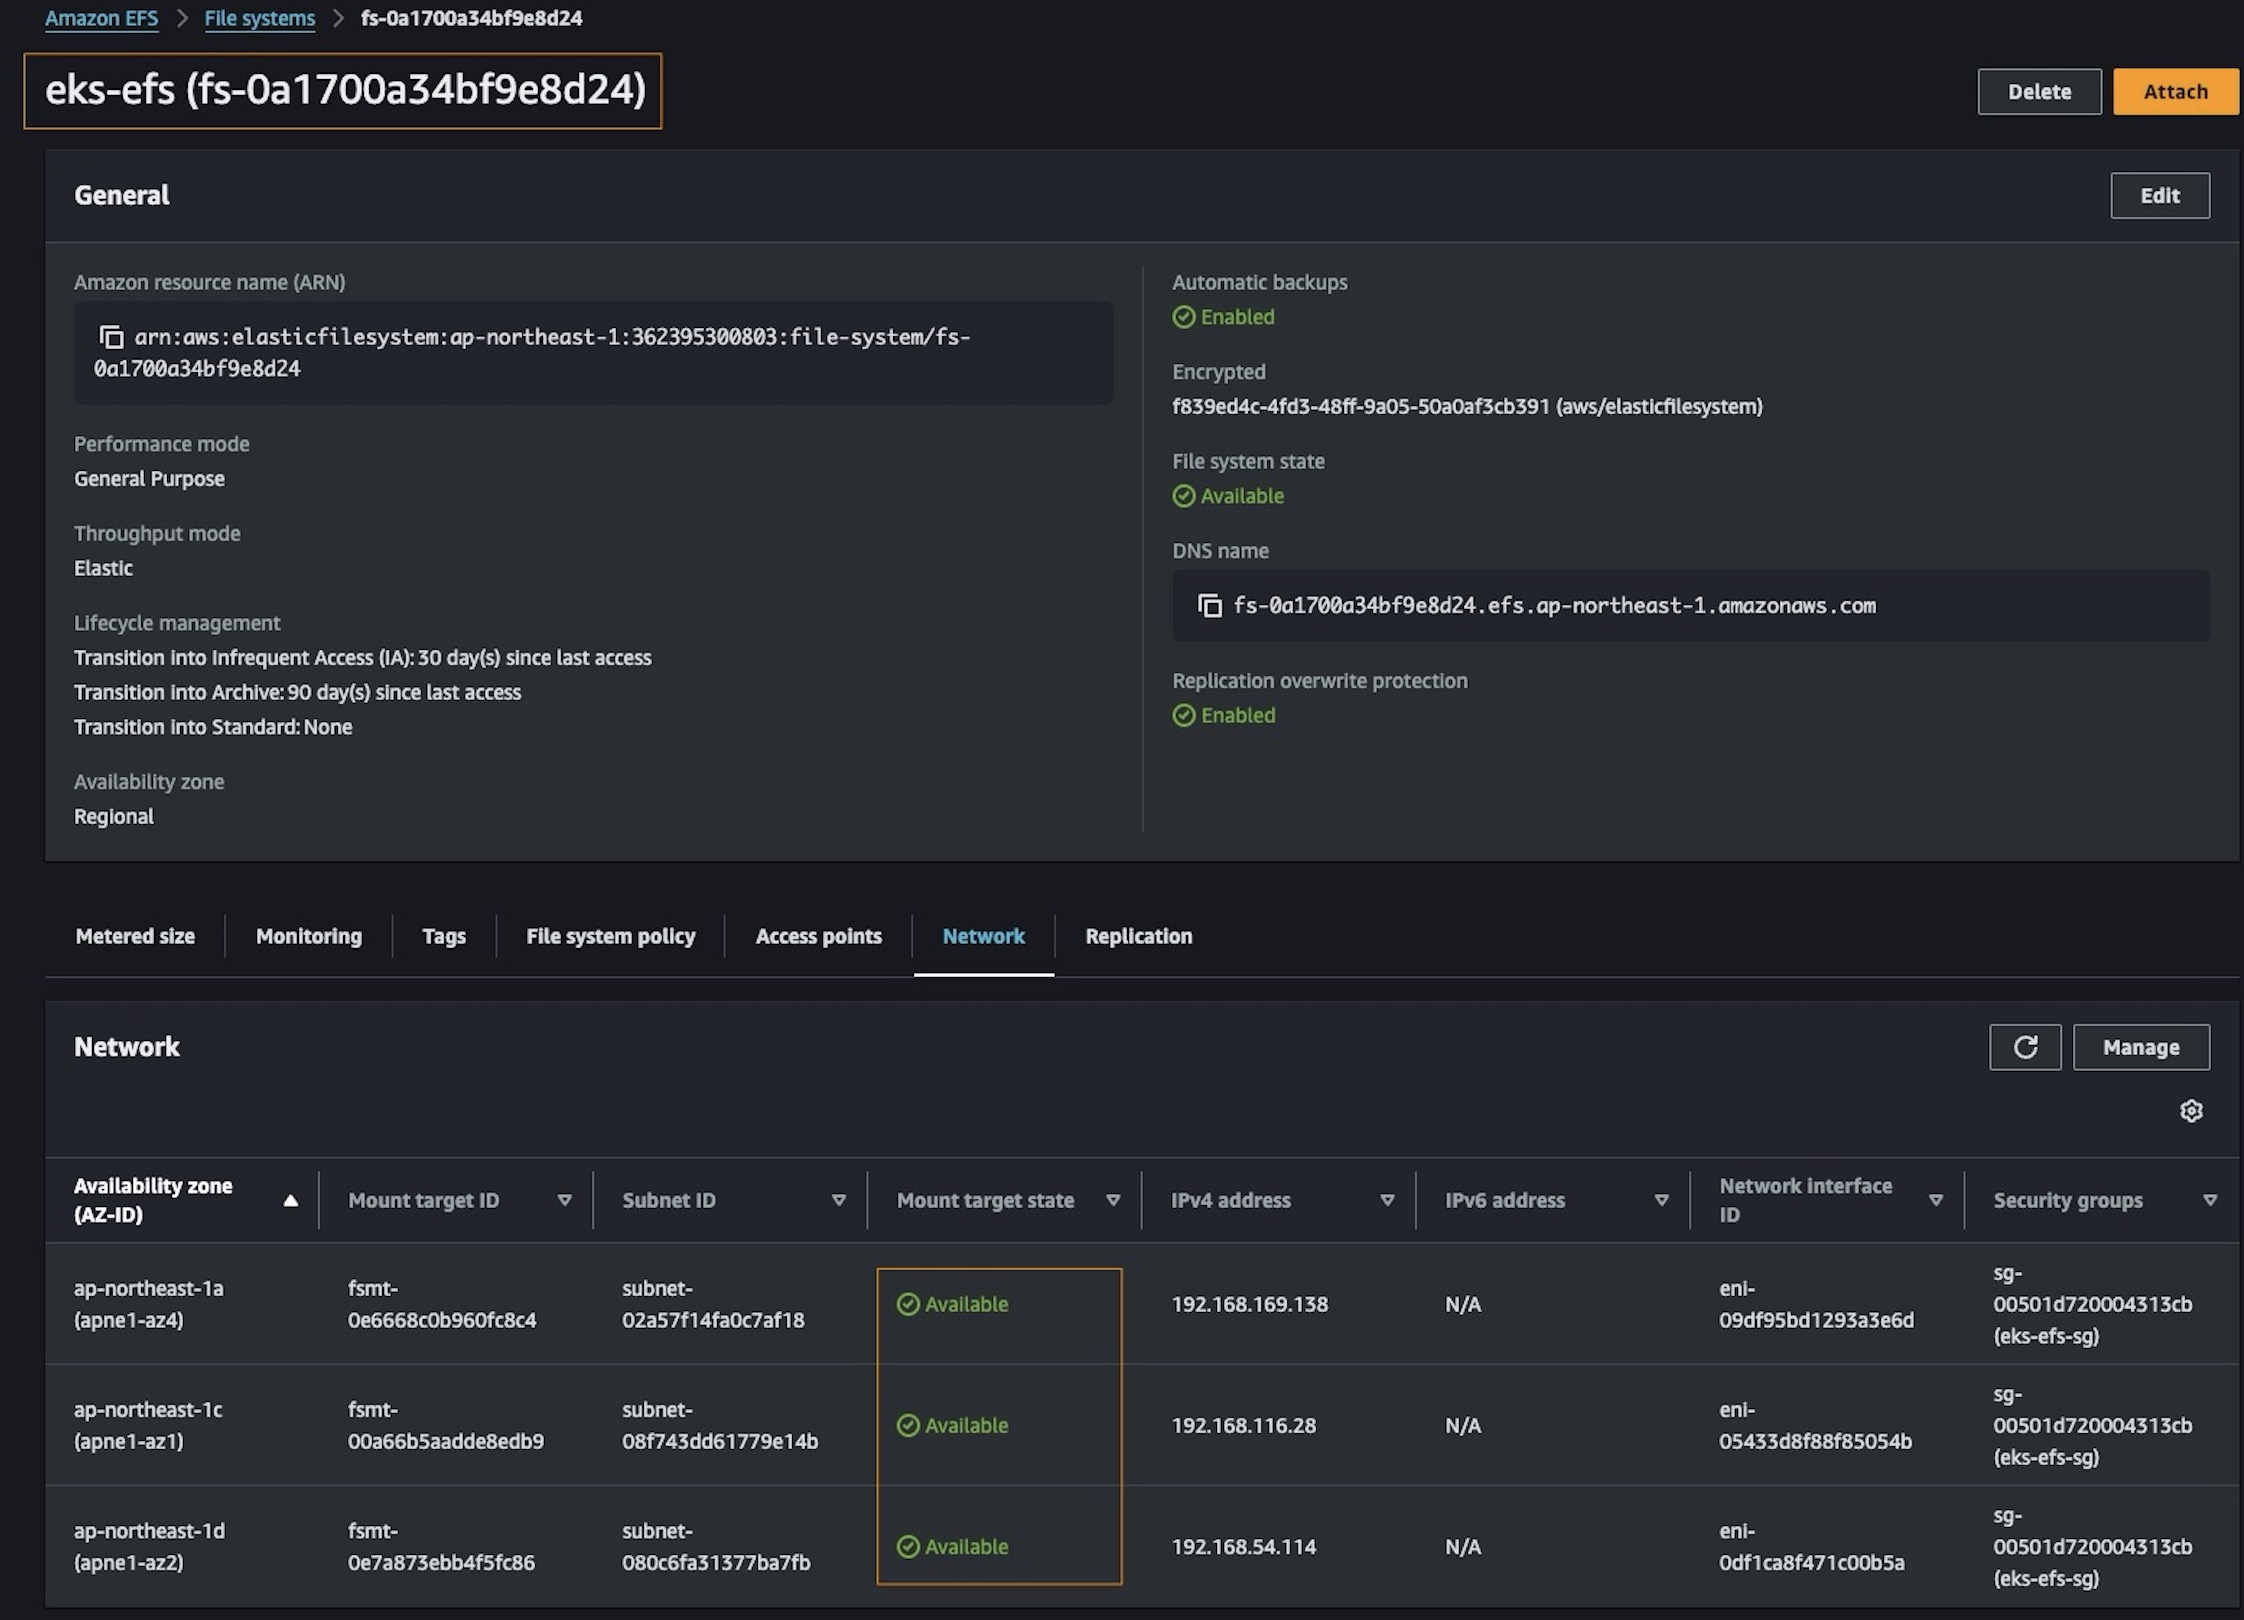 Amazon EFS > File systems > fs-0a1700a34bf9e8d24
eks-efs (fs-0a1700a34bf9e8d24)
Delete
Attach
General
Edit
Amazon resource name (ARN)
arn:aws:elasticfilesystem:ap-northeast-1:362395300803:file-system/fs-
0a1700a34bf9e8d24
Performance mode
General Purpose
Throughput mode
Elastic
Lifecycle management
Transition into Infrequent Access (IA): 30 day(s) since last access
Transition into Archive: 90 day(s) since last access
Transition into Standard: None
Availability zone
Regional
Automatic backups
Enabled
Encrypted
f839ed4c-4fd3-48ff-9a05-50a0af3cb391 (aws/elasticfilesystem)
File system state
Available
DNS name
fs-0a1700a34bf9e8d24.efs.ap-northeast-1.amazonaws.com
Replication overwrite protection
Enabled
Metered size
Monitoring
Tags
File system policy
Access points
Network
Replication
Network
Manage
Availability zone
(AZ-ID)
Mount target ID
Subnet ID
Mount target state
IPv4 address
IPv6 address
Network interface
ID
Security groups
ap-northeast-1a
(apne1-az4)
fsmt-
0e6668c0b960fc8c4
subnet-
02a57f14fa0c7af18
Available
192.168.169.138
N/A
eni-
09df95bd1293a3e6d
sg-
00501d720004313cb
(eks-efs-sg)
ap-northeast-1c
(apne1-az1)
fsmt-
00a66b5aadde8edb9
subnet-
08f743dd61779e14b
Available
192.168.116.28
N/A
eni-
05433d8f88f85054b
sg-
00501d720004313cb
(eks-efs-sg)
ap-northeast-1d
(apne1-az2)
fsmt-
0e7a873ebb4f5fc86
subnet-
080c6fa31377ba7fb
Available
192.168.54.114
N/A
eni-
0df1ca8f471c00b5a
sg-
00501d720004313cb
(eks-efs-sg)